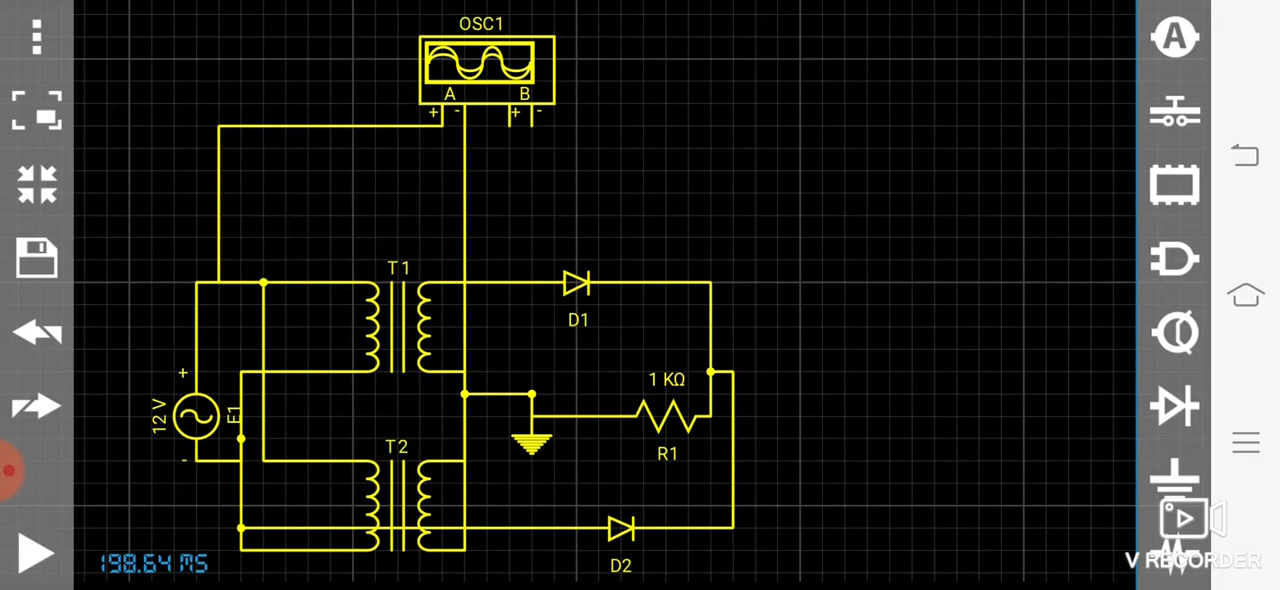 OSC1
A B
+ - + -
T1
D1
+
12 V
E1
-
1 KΩ
R1
T2
D2
198.64 MS
A
V RECORDER